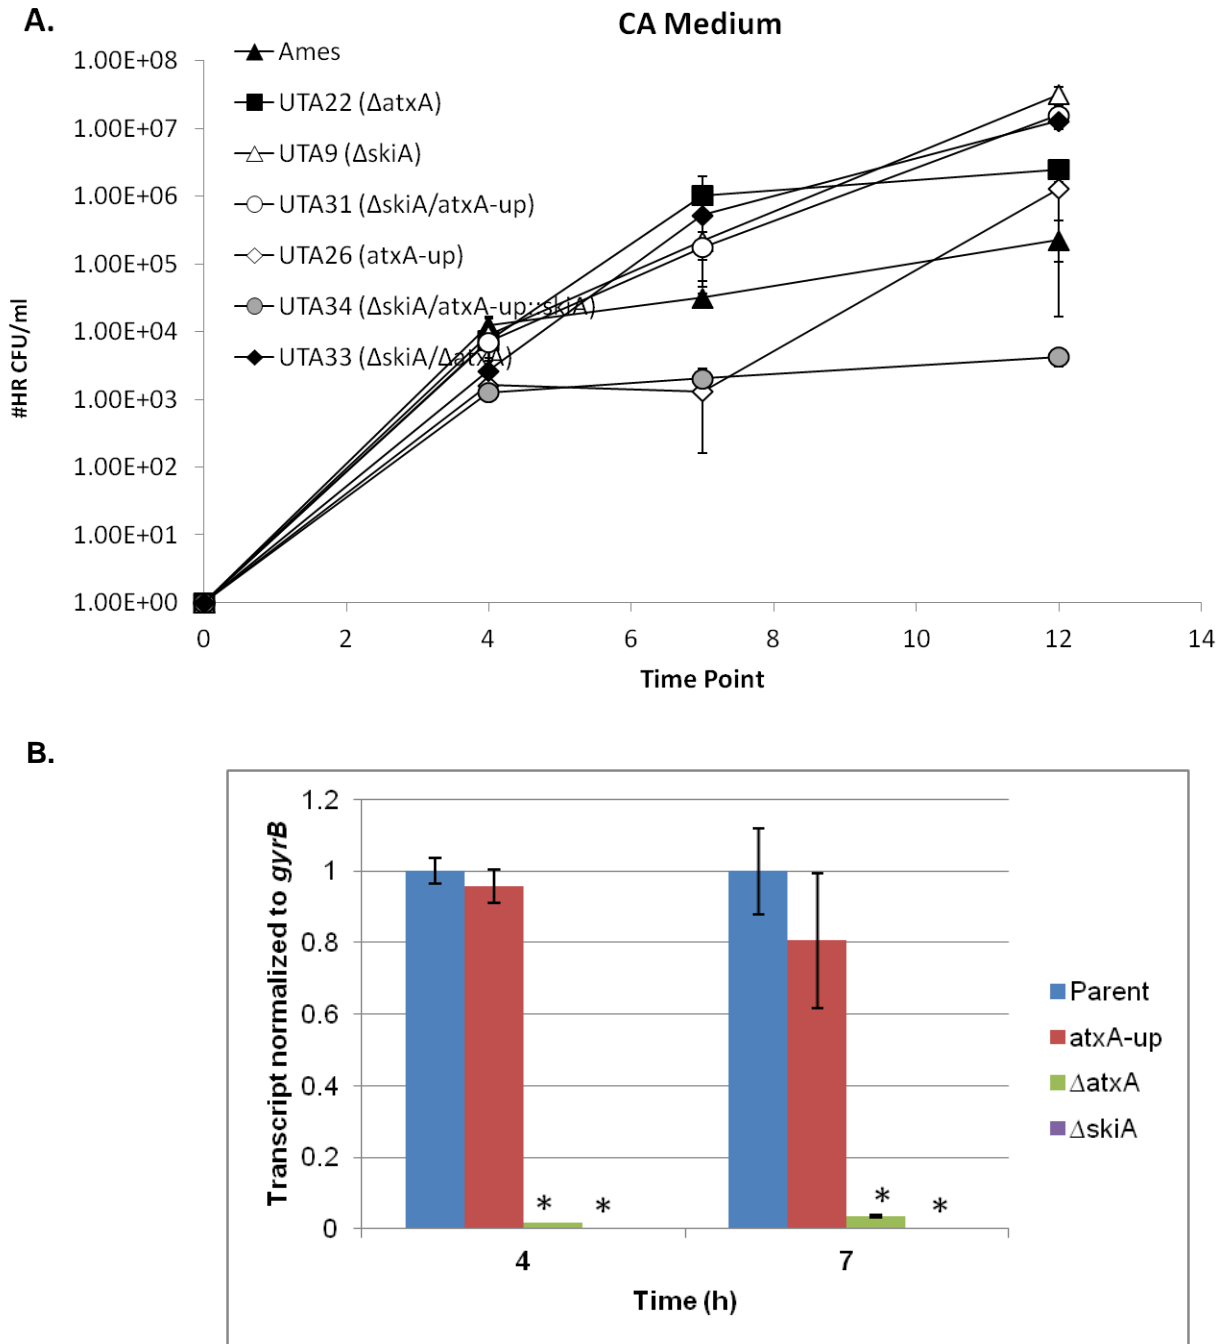 A.
CA Medium
1.00E+08
1.00E+07
1.00E+06
1.00E+05
1.00E+04
1.00E+03
1.00E+02
1.00E+01
1.00E+00
#HR CFU/ml
Ames
UTA22 (ΔatxA)
UTA9 (ΔskiA)
UTA31 (ΔskiA/atxA-up)
UTA26 (atxA-up)
UTA34 (ΔskiA/atxA-up::skiA)
UTA33 (ΔskiA/ΔatxA)
0 2 4 6 8 10 12 14
Time Point
B.
Transcript normalized to gyrB
1.2
1
0.8
0.6
0.4
0.2
0
* * * *
4 7
Time (h)
Parent
atxA-up
ΔatxA
ΔskiA